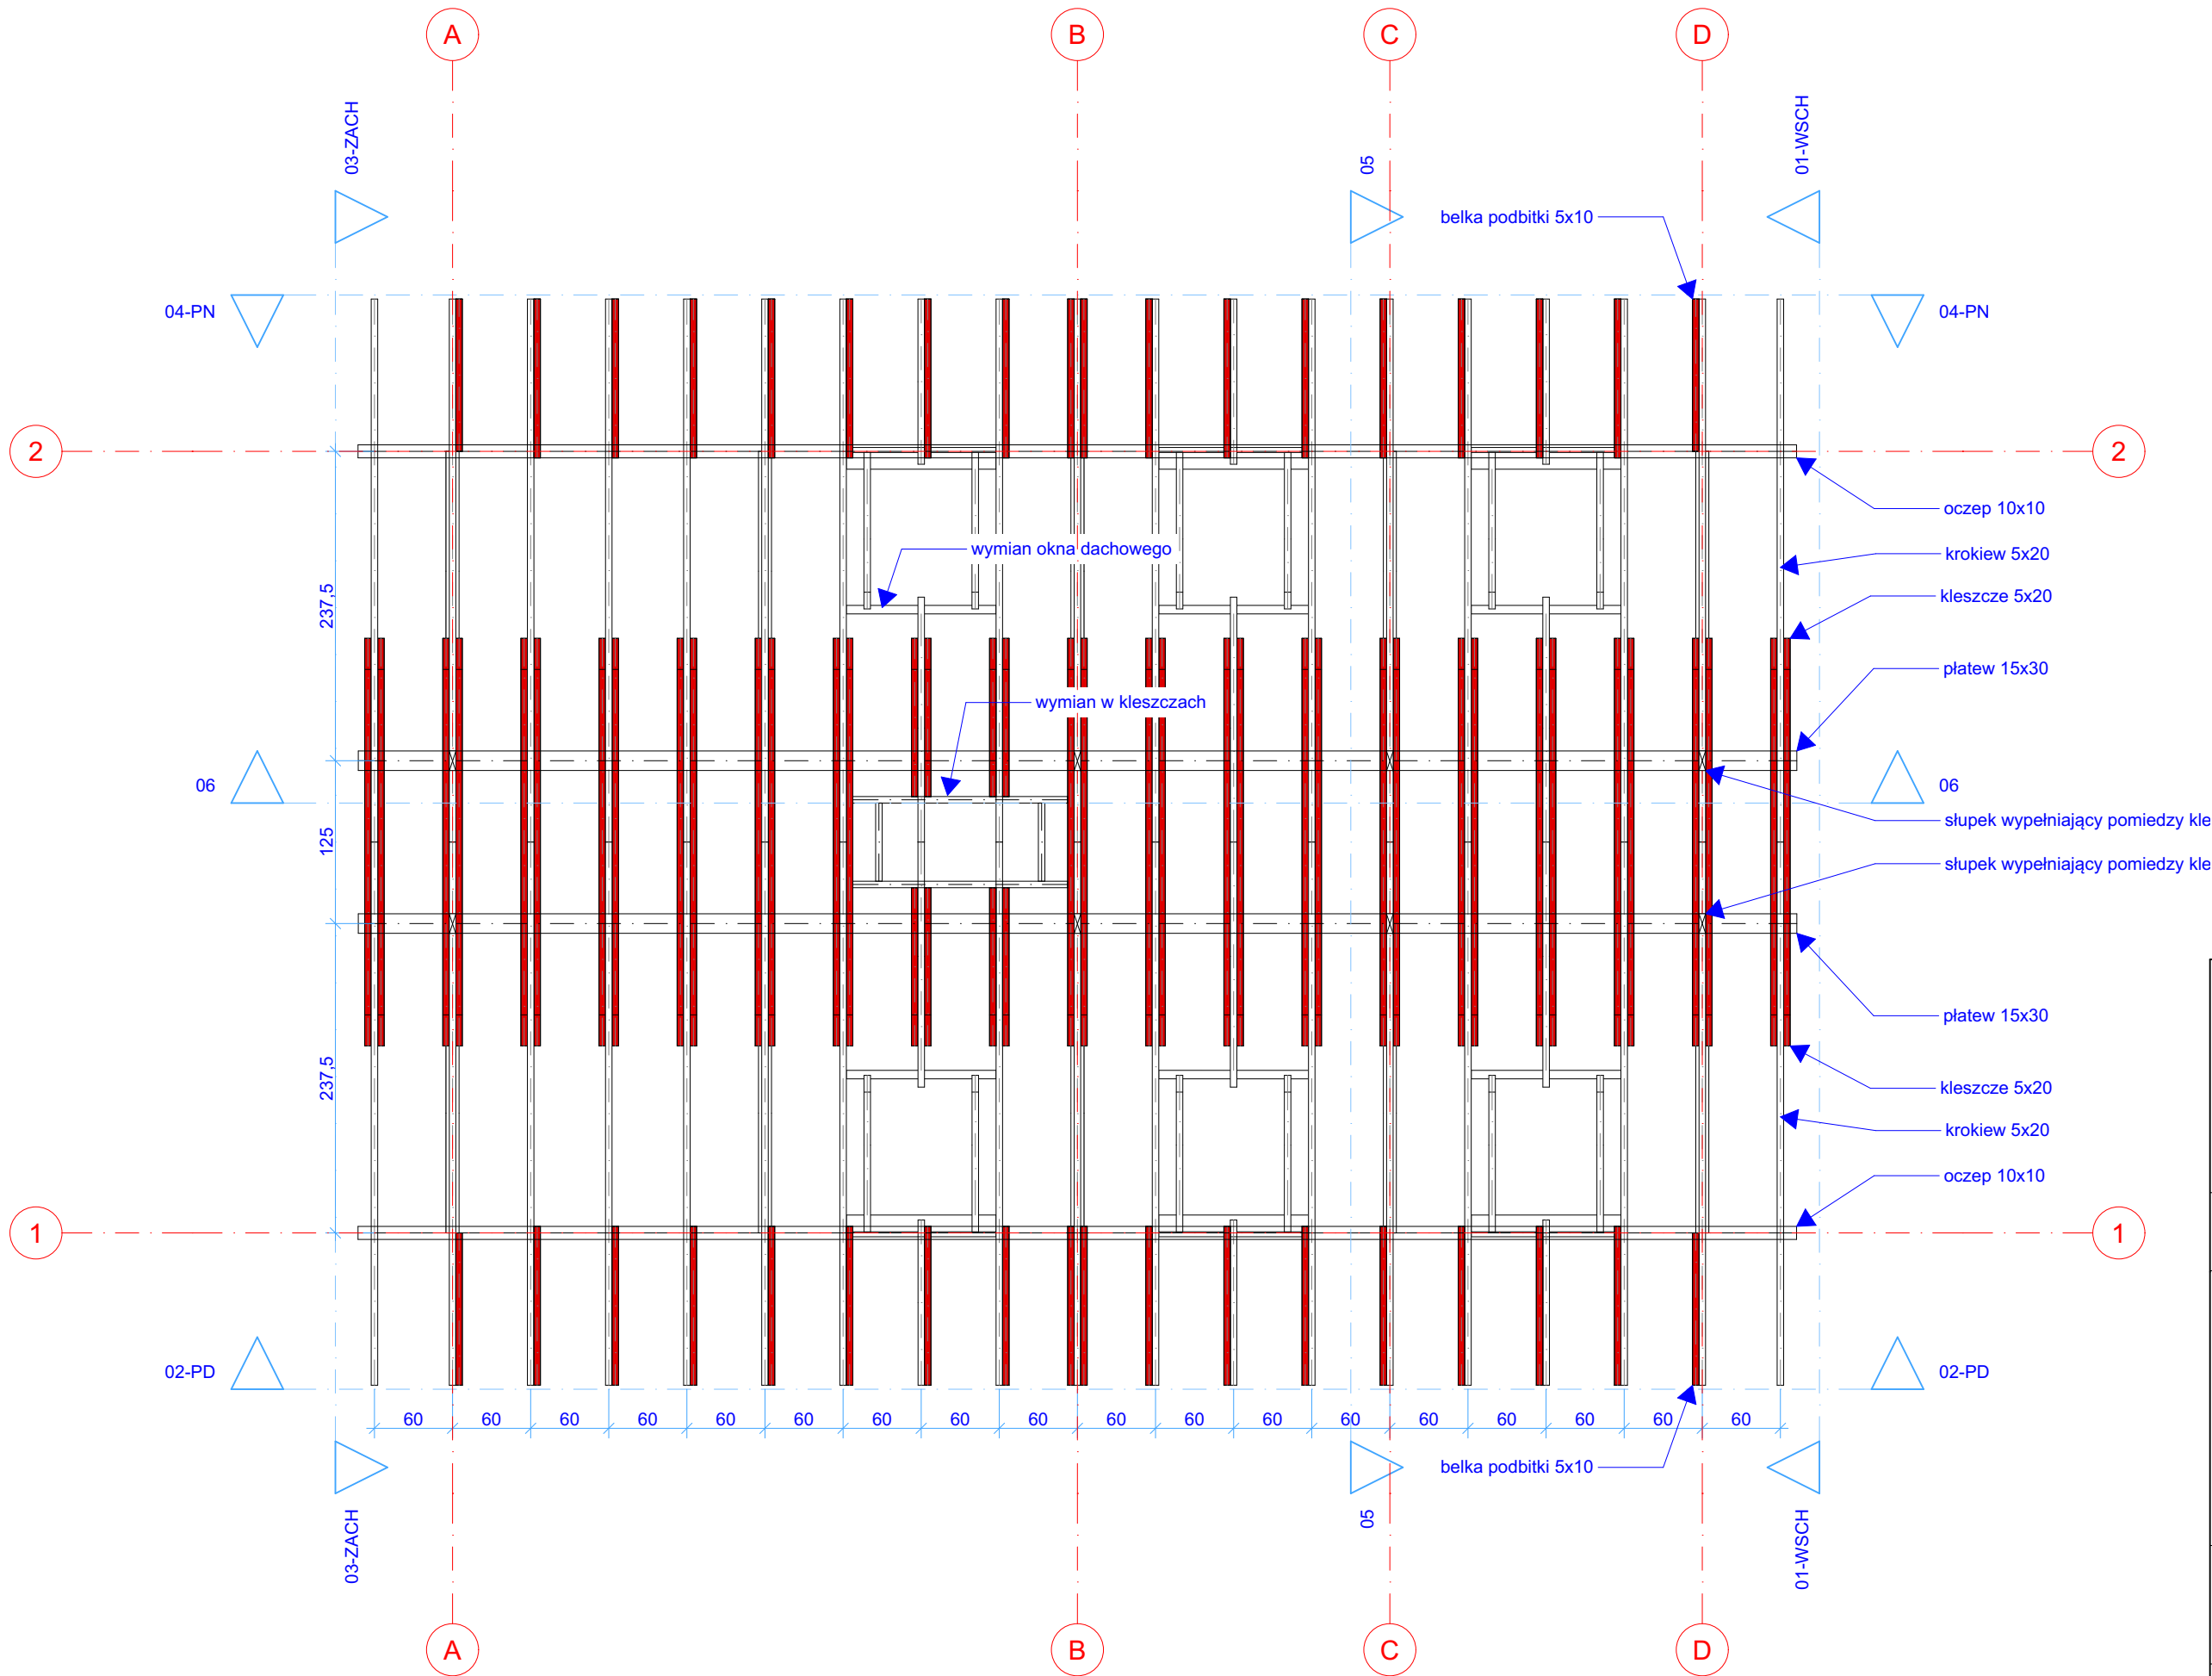 A B C D
03-ZACH 05 01-WSCH
belka podbitki 5x10
04-PN 04-PN
2 2
oczep 10x10
wymian okna dachowego
krokiew 5x20
237,5
kleszcze 5x20
płatew 15x30
wymian w kleszczach
06 06
słupek wypełniający pomiedzy kle
125
słupek wypełniający pomiedzy kle
płatew 15x30
237,5
kleszcze 5x20
krokiew 5x20
oczep 10x10
1 1
02-PD 02-PD
60 60 60 60 60 60 60 60 60 60 60 60 60 60 60 60 60 60
belka podbitki 5x10
03-ZACH 05 01-WSCH
A B C D